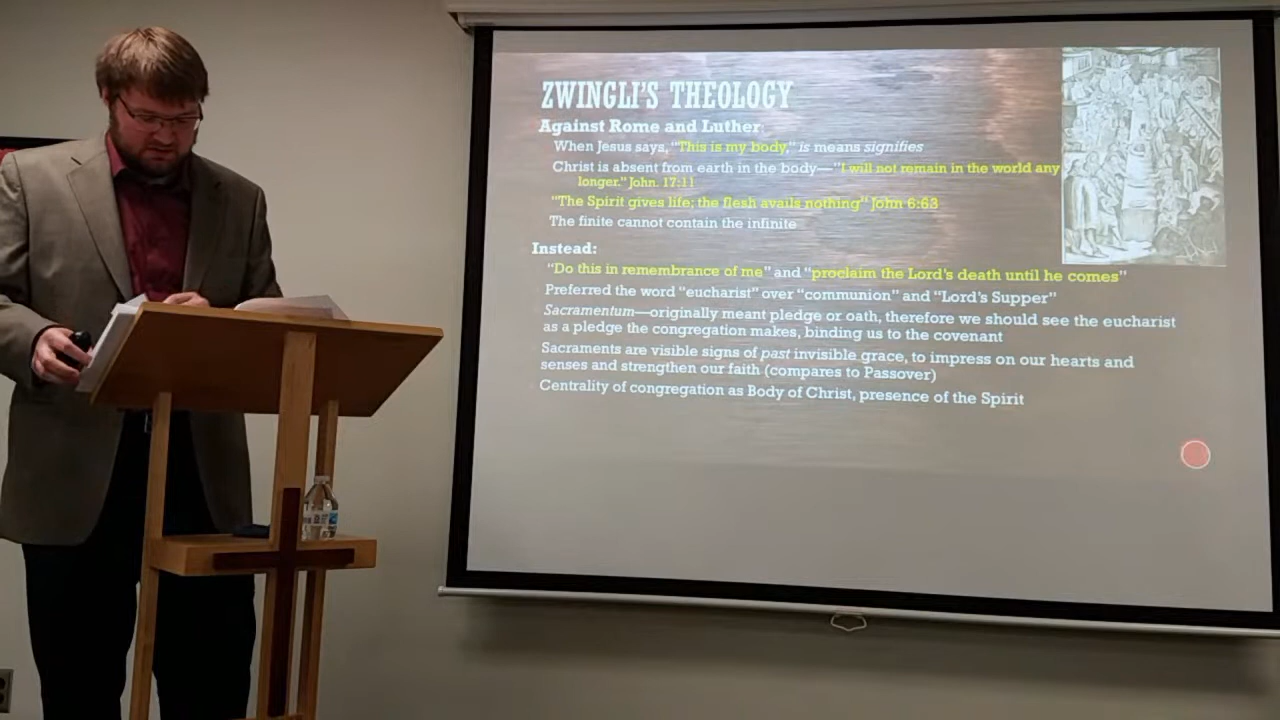 ZWINGLI'S THEOLOGY
Against Rome and Luther
When Jesus says, "This is my body," is means signifies
Christ is absent from earth in the body—"I will not remain in the world any
longer." John. 17:11
"The Spirit gives life; the flesh avails nothing" John 6:63
The finite cannot contain the infinite
Instead:
"Do this in remembrance of me" and "proclaim the Lord's death until he comes"
Preferred the word "eucharist" over "communion" and "Lord's Supper"
Sacramentum—originally meant pledge or oath, therefore we should see the eucharist
as a pledge the congregation makes, binding us to the covenant
Sacraments are visible signs of past invisible grace, to impress on our hearts and
senses and strengthen our faith (compares to Passover)
Centrality of congregation as Body of Christ, presence of the Spirit